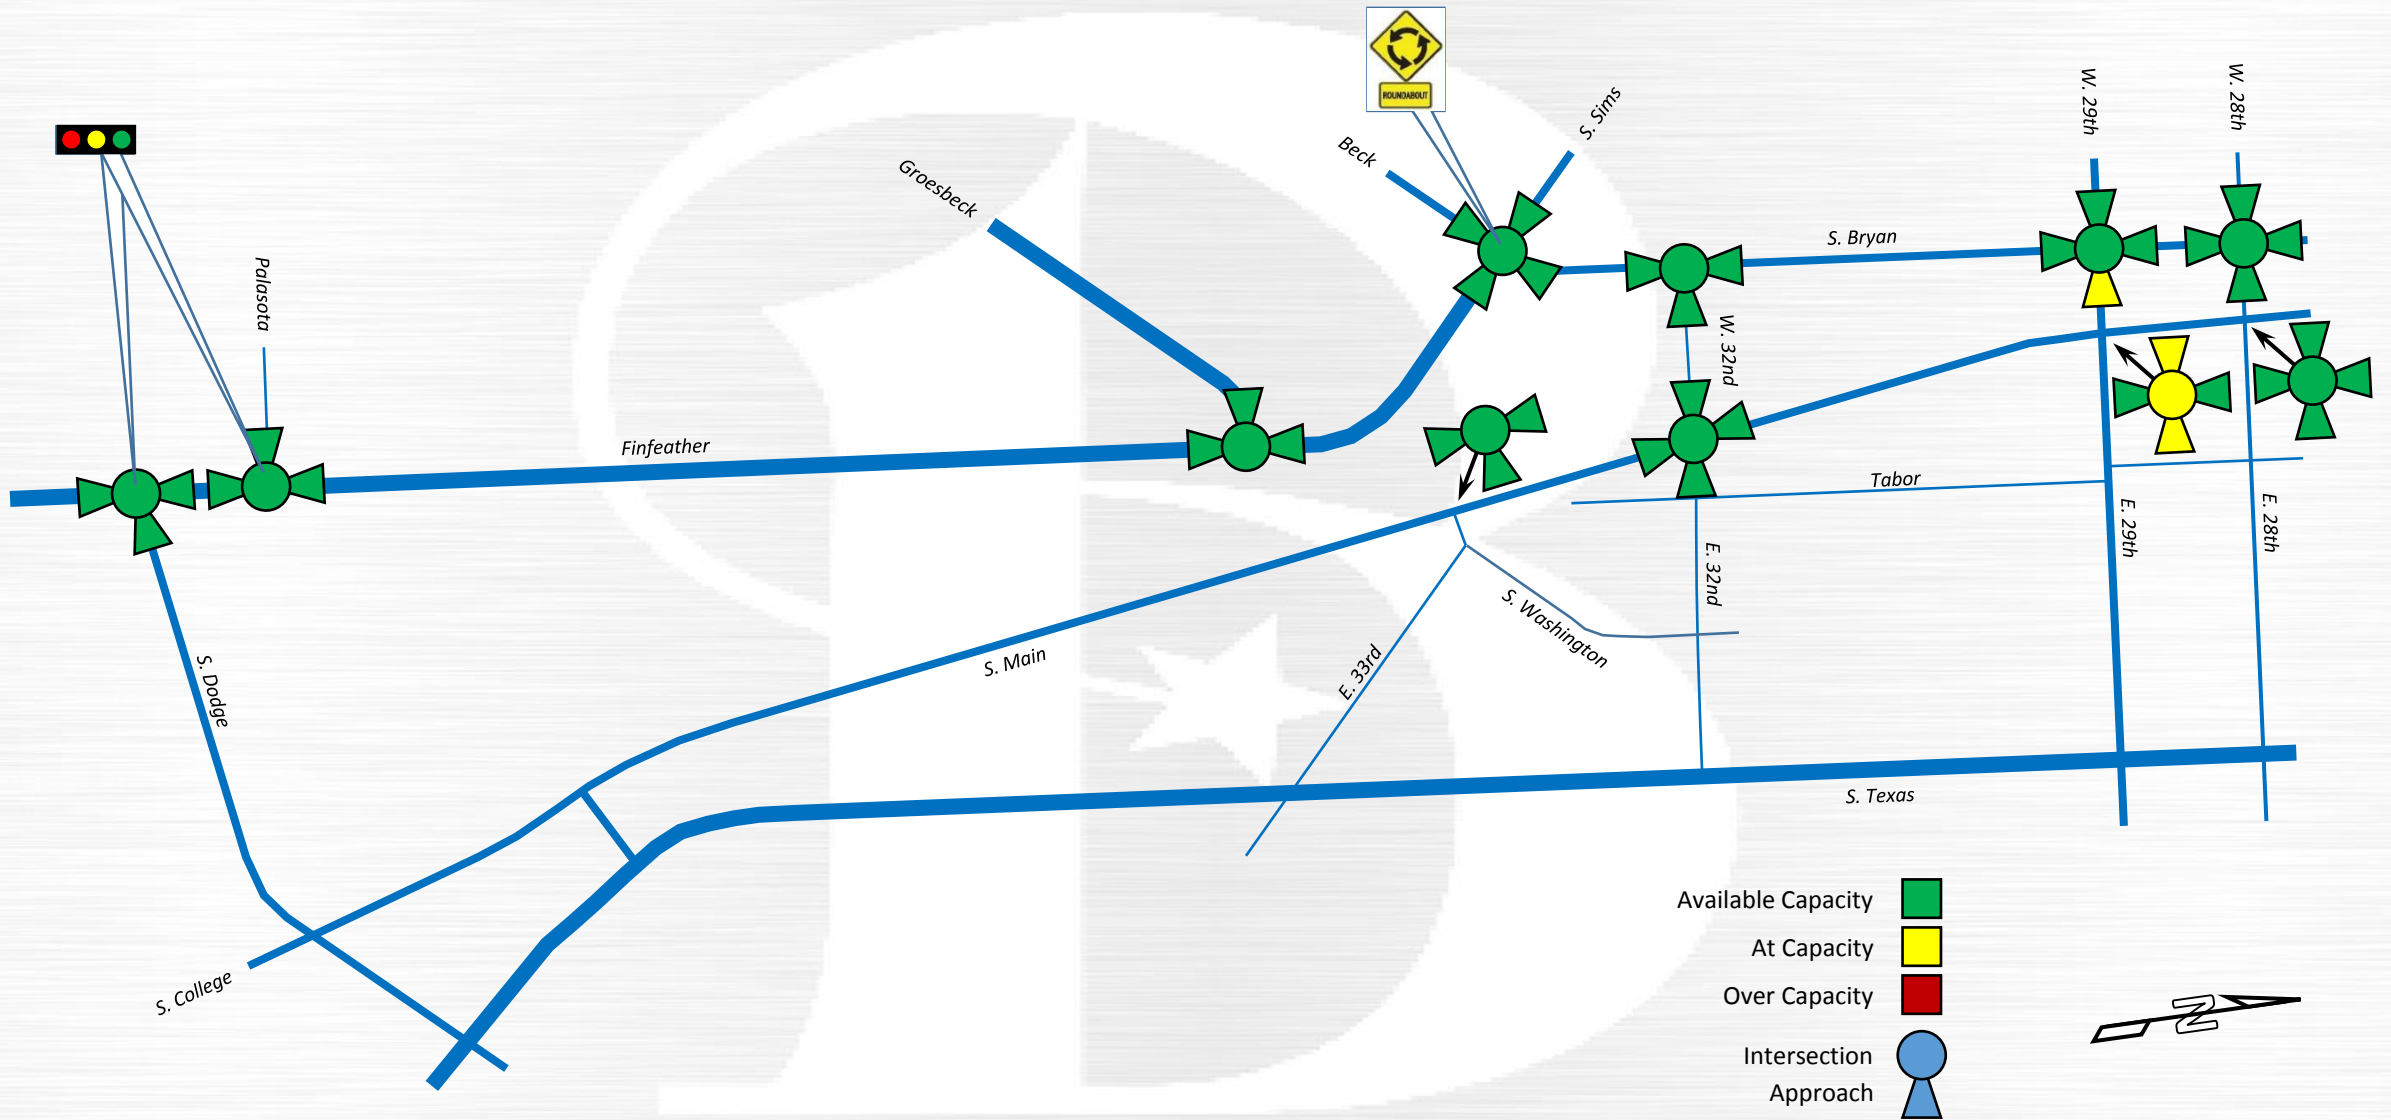 ROUNDABOUT
W. 28th
W. 29th
S. Sims
Beck
Groesbeck
S. Bryan
Palasota
W. 32nd
Finfeather
Tabor
E. 29th
E. 28th
E. 32nd
S. Washington
E. 33rd
S. Main
S. Dodge
S. Texas
S. College
Available Capacity
At Capacity
Over Capacity
Intersection
Approach
N